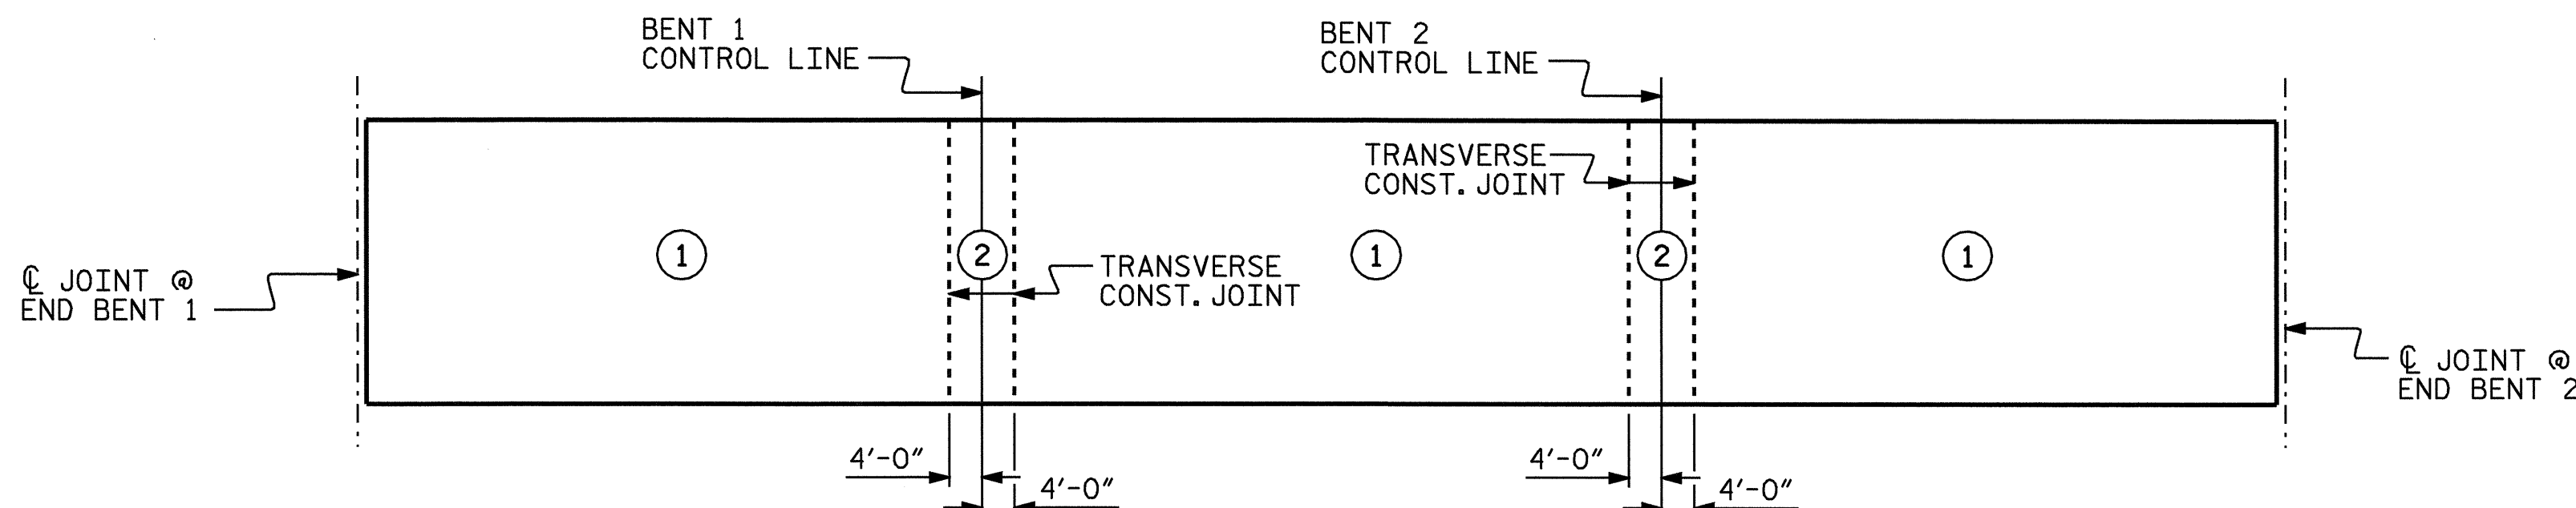 BENT 1
CONTROL LINE
BENT 2
CONTROL LINE
TRANSVERSE
CONST. JOINT
1
2
1
2
1
TRANSVERSE
CONST. JOINT
℄ JOINT @
END BENT 1
℄ JOINT @
END BENT 2
4'-0"
4'-0"
4'-0"
4'-0"